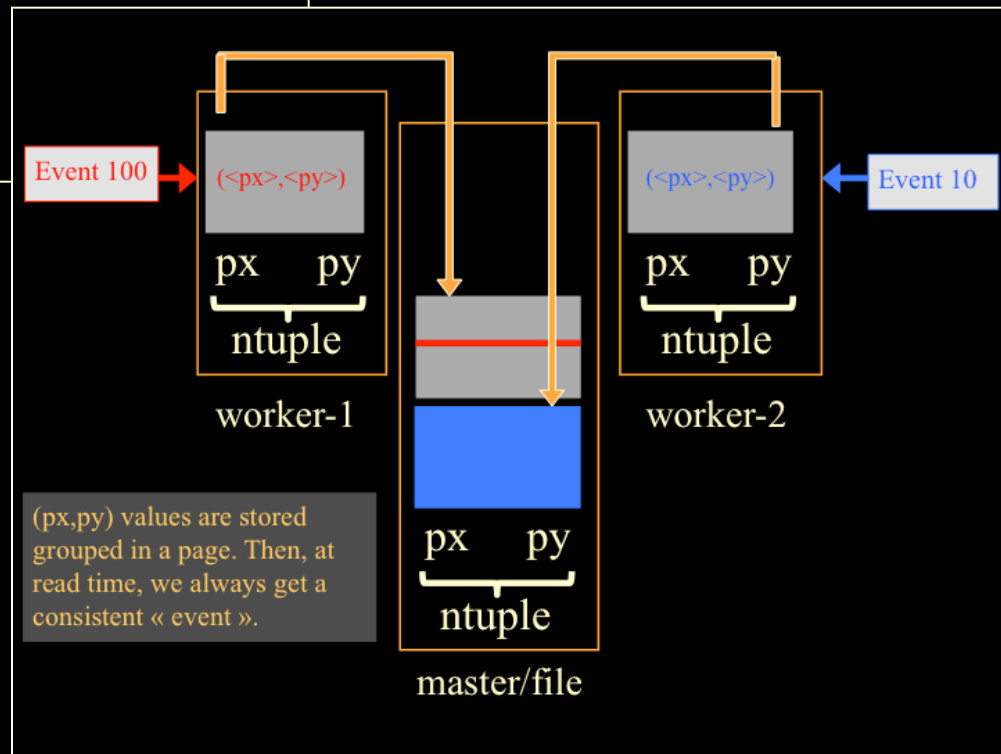 Event 100
(<px>,<py>)
px py
ntuple
worker-1
(<px>,<py>)
Event 10
px py
ntuple
worker-2
(px,py) values are stored
grouped in a page. Then, at
read time, we always get a
consistent « event ».
px py
ntuple
master/file